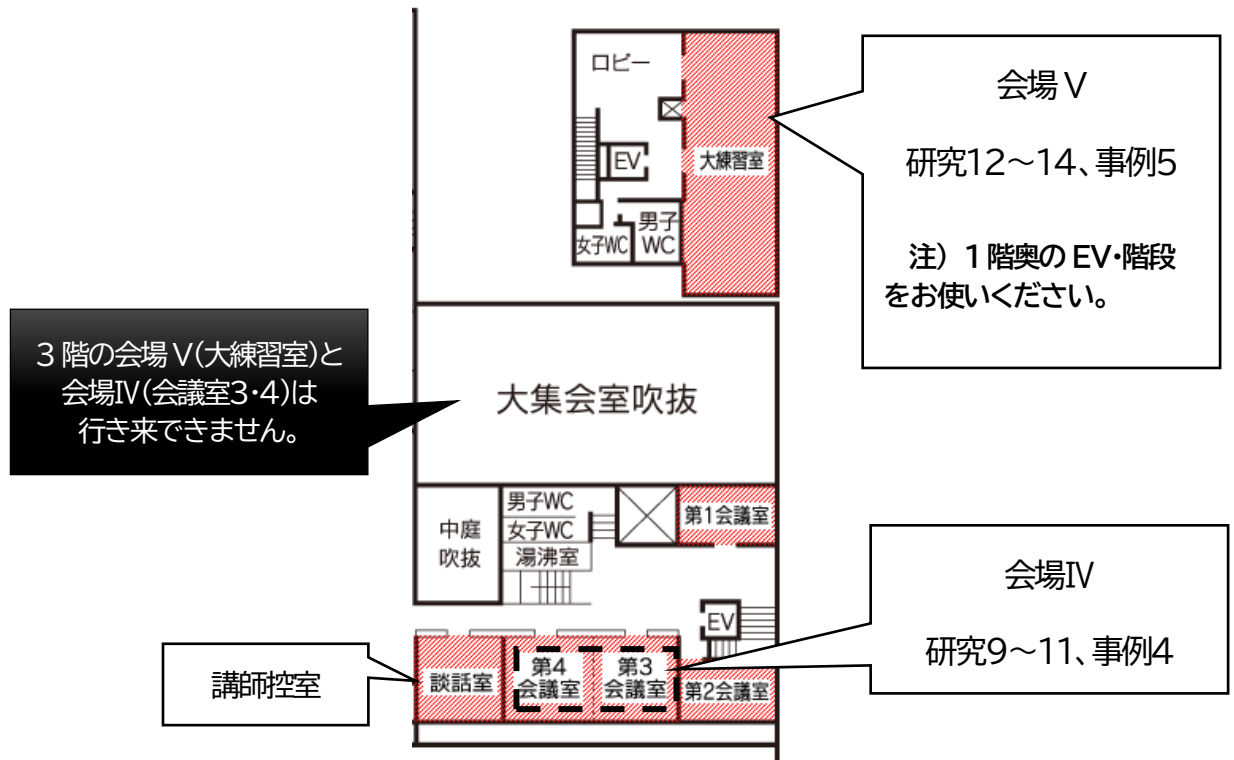 ロビー
EV
大練習室
女子WC
男子
WC
会場Ⅴ
研究12～14、事例5
注）1階奥のEV・階段
をお使いください。
3階の会場Ⅴ(大練習室)と
会場Ⅳ(会議室3・4)は
行き来できません。
大集会室吹抜
中庭
吹抜
男子WC
女子WC
湯沸室
第1会議室
EV
会場Ⅳ
研究9～11、事例4
講師控室
談話室
第4
会議室
第3
会議室
第2会議室